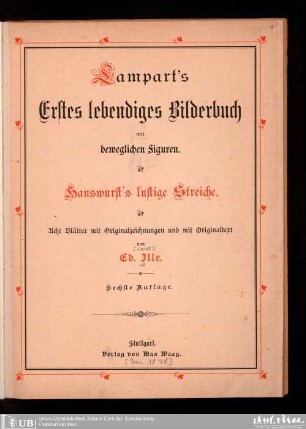 Lampart's
Erstes lebendiges Bilderbuch
mit
beweglichen Figuren.
Hanswurst's lustige Streiche.
Acht Blätter mit Originalzeichnungen und mit Originaltext
von
Ed. Ille.
Sechste Auflage.
Stuttgart.
Verlag von Max Waag.
UB